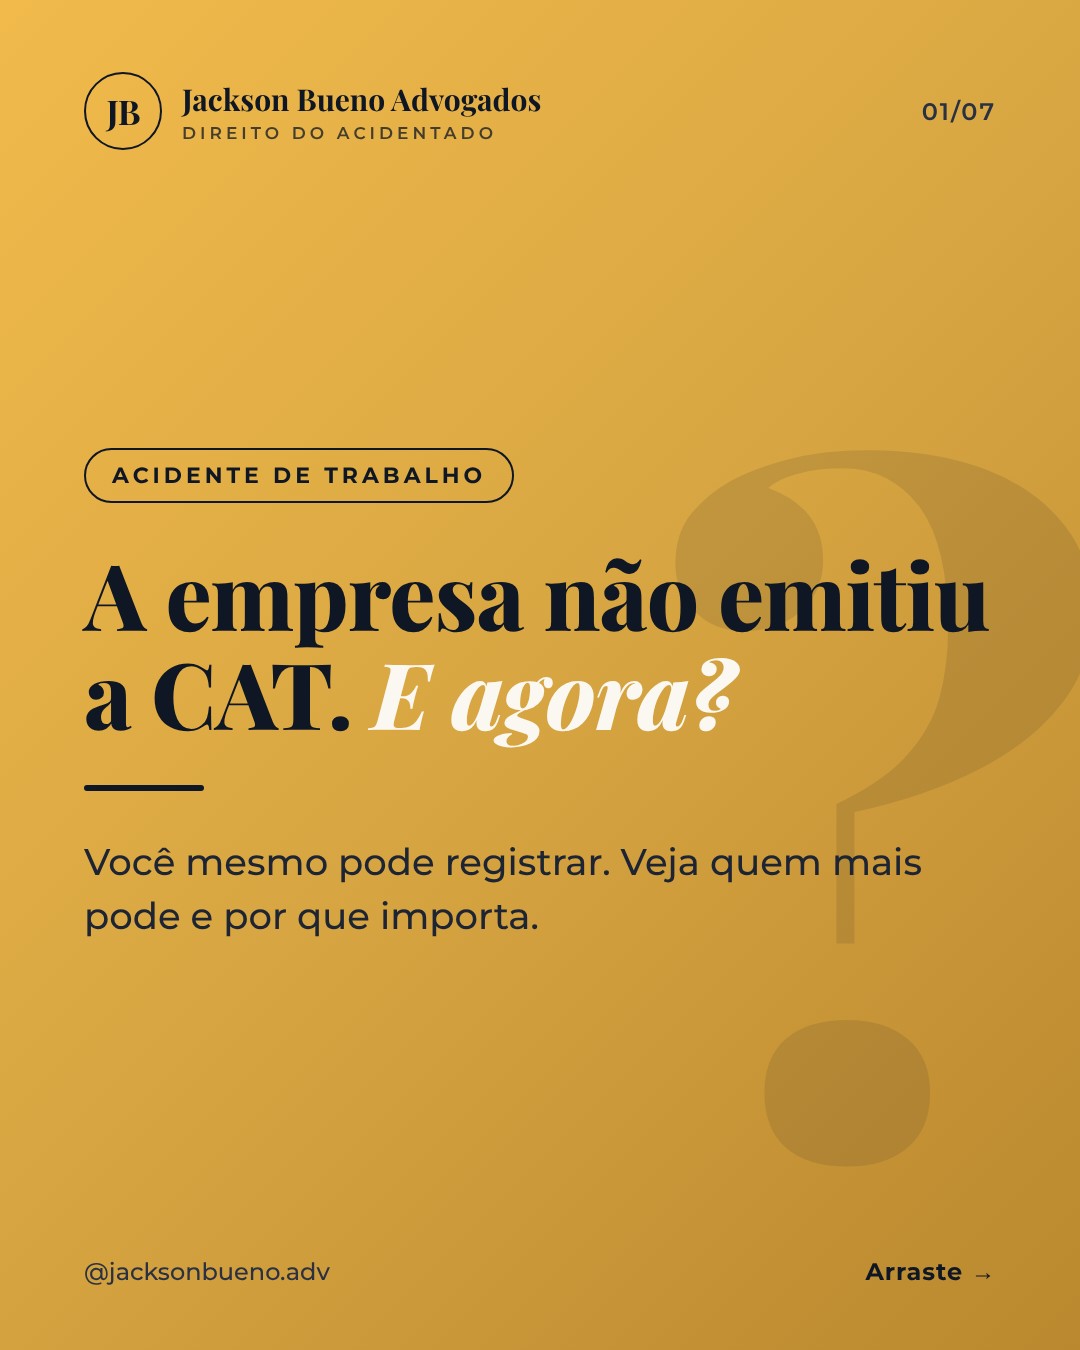 JB
Jackson Bueno Advogados
DIREITO DO ACIDENTADO
01/07
ACIDENTE DE TRABALHO
A empresa não emitiu
a CAT. E agora?
Você mesmo pode registrar. Veja quem mais
pode e por que importa.
?
@jacksonbueno.adv
Arraste →